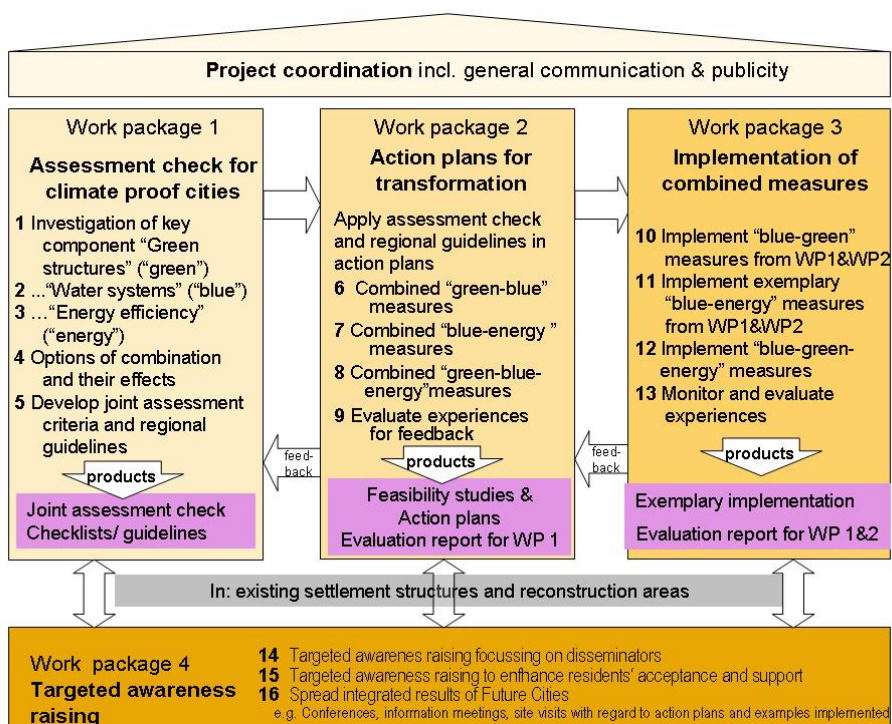 Project coordination incl. general communication & publicity
Work package 1
Assessment check for
climate proof cities
1 Investigation of key
component “Green
structures” (“green”)
2 ...“Water systems” (“blue”)
3 ...“Energy efficiency”
(“energy”)
4 Options of combination
and their effects
5 Develop joint assessment
criteria and regional
guidelines
products
Joint assessment check
Checklists/ guidelines
Work package 2
Action plans for
transformation
Apply assessment check
and regional guidelines in
action plans
6 Combined “green-blue”
measures
7 Combined “blue-energy ”
measures
8 Combined “green-blue-
energy”measures
9 Evaluate experiences
for feedback
feed-
back
products
Feasibility studies &
Action plans
Evaluation report for WP 1
Work package 3
Implementation of
combined measures
10 Implement “blue-green”
measures from WP1&WP2
11 Implement exemplary
“blue-energy” measures
from WP1&WP2
12 Implement “blue-green-
energy” measures
13 Monitor and evaluate
experiences
feed-
back
products
Exemplary implementation
Evaluation report for WP 1&2
In: existing settlement structures and reconstruction areas
Work package 4
Targeted awareness
raising
14 Targeted awarenes raising focussing on disseminators
15 Targeted awareness raising to enfhance residents’ acceptance and support
16 Spread integrated results of Future Cities
e.g. Conferences, information meetings, site visits with regard to action plans and examples implemented